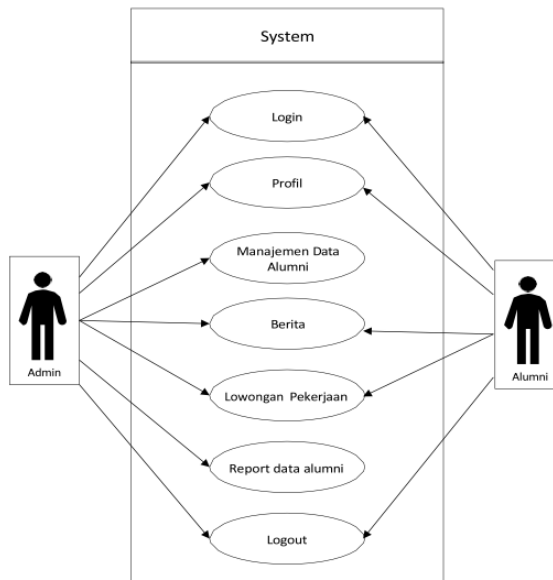 System
Login
Profil
Manajemen Data
Alumni
Berita
Lowongan Pekerjaan
Report data alumni
Logout
Admin
Alumni